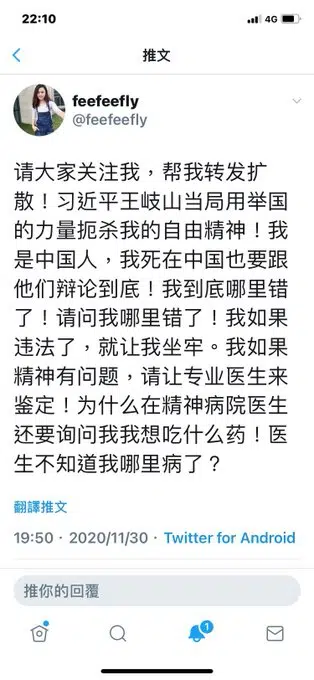 22:10
4G
推文
feefeefly
@feefeefly
请大家关注我，帮我转发扩
散！习近平王岐山当局用举国
的力量扼杀我的自由精神！我
是中国人，我死在中国也要跟
他们辩论到底！我到底哪里错
了！请问我哪里错了！我如果
违法了，就让我坐牢。我如果
精神有问题，请让专业医生来
鉴定！为什么在精神病院医生
还要询问我我想吃什么药！医
生不知道我哪里病了？
翻譯推文
19:50 · 2020/11/30 · Twitter for Android
推你的回覆
1